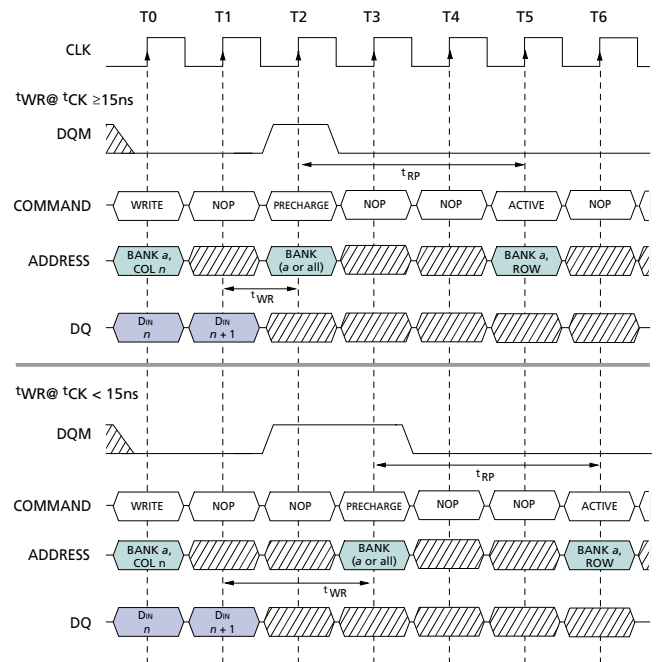 T0 T1 T2 T3 T4 T5 T6
CLK
tWR@ tCK ≥15ns
DQM
tRP
COMMAND WRITE NOP PRECHARGE NOP NOP ACTIVE NOP
ADDRESS BANK a, COL n BANK (a or all) BANK a, ROW
tWR
DQ DIN n DIN n + 1
tWR@ tCK < 15ns
DQM
tRP
COMMAND WRITE NOP NOP PRECHARGE NOP NOP ACTIVE
ADDRESS BANK a, COL n BANK (a or all) BANK a, ROW
tWR
DQ DIN n DIN n + 1